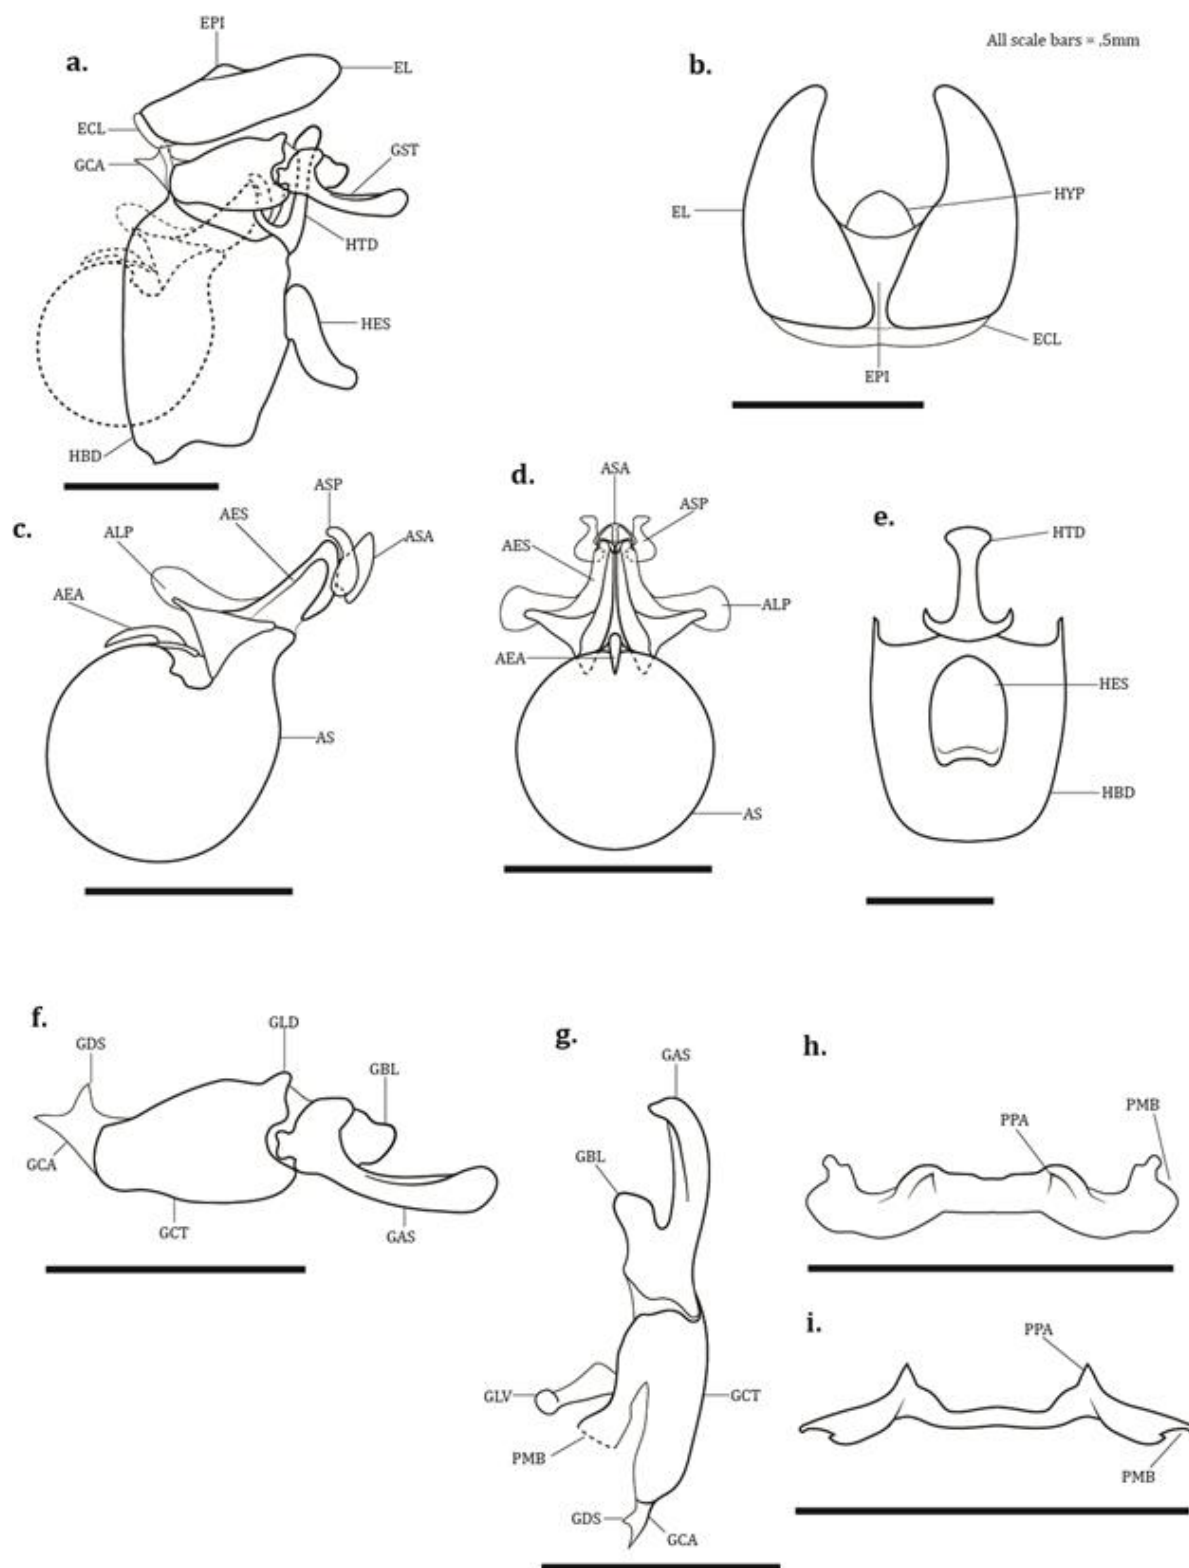 All scale bars = .5mm
a.
EPI
EL
ECL
GCA
GST
HTD
HES
HBD
b.
EL
HYP
ECL
EPI
c.
ALP
AES
ASP
ASA
AEA
AS
d.
ASA
ASP
AES
ALP
AEA
AS
e.
HTD
HES
HBD
f.
GDS
GLD
GBL
GCA
GCT
GAS
g.
GAS
GBL
GLV
GCT
PMB
GDS
GCA
h.
PPA
PMB
i.
PPA
PMB